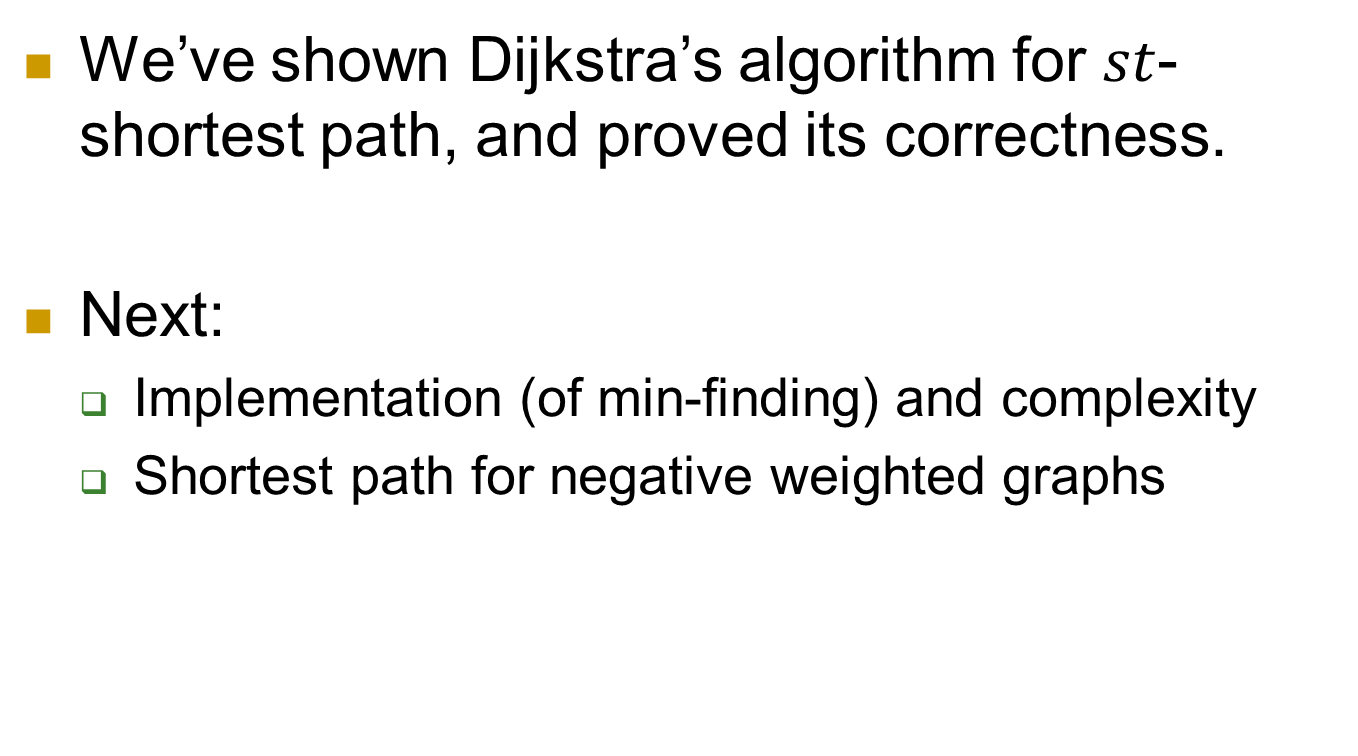 We’ve shown Dijkstra’s algorithm for st-
shortest path, and proved its correctness.
Next:
Implementation (of min-finding) and complexity
Shortest path for negative weighted graphs